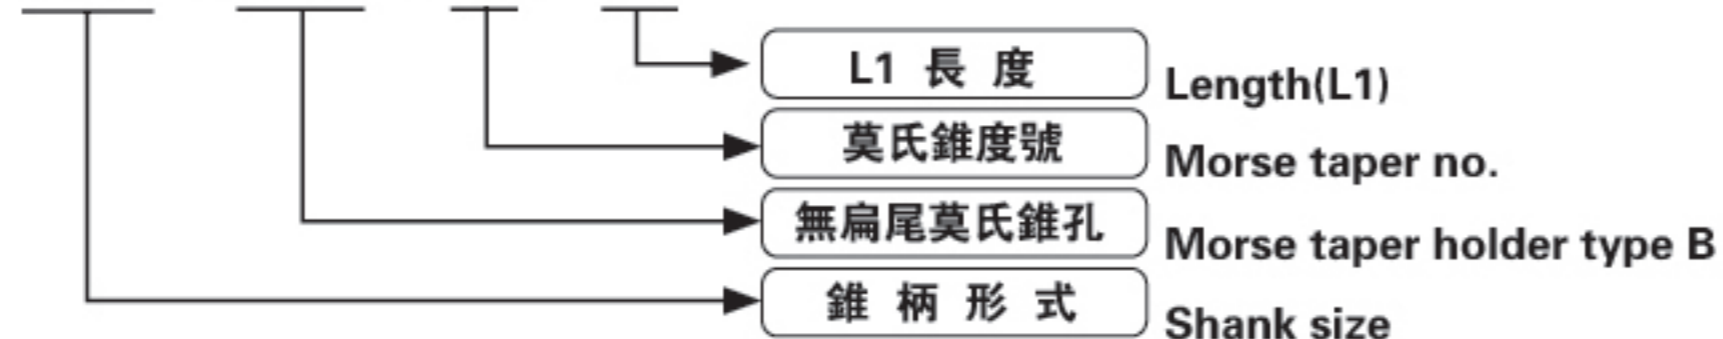 L1 長 度
Length(L1)
莫氏錐度號
Morse taper no.
無扁尾莫氏錐孔
Morse taper holder type B
錐 柄 形 式
Shank size